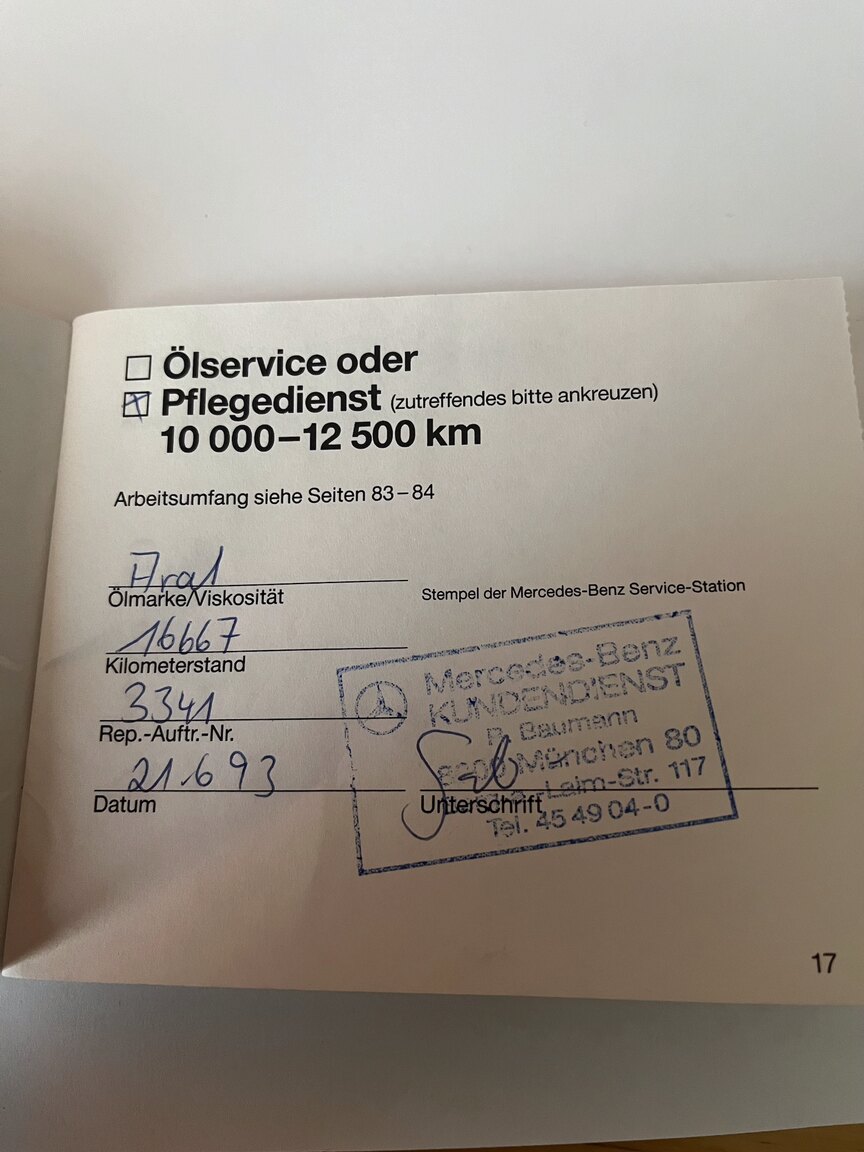 Ölservice oder
Pflegedienst (zutreffendes bitte ankreuzen)
10 000–12 500 km
Arbeitsumfang siehe Seiten 83–84
Aral
Ölmarke/Viskosität
Stempel der Mercedes-Benz Service-Station
16667
Kilometerstand
3341
Rep.-Auftr.-Nr.
21.6 93
Datum
Mercedes-Benz
KUNDENDIENST
Baumann
München 80
-Laim-Str. 117
Unterschrift
Tel. 45 49 04-0
17